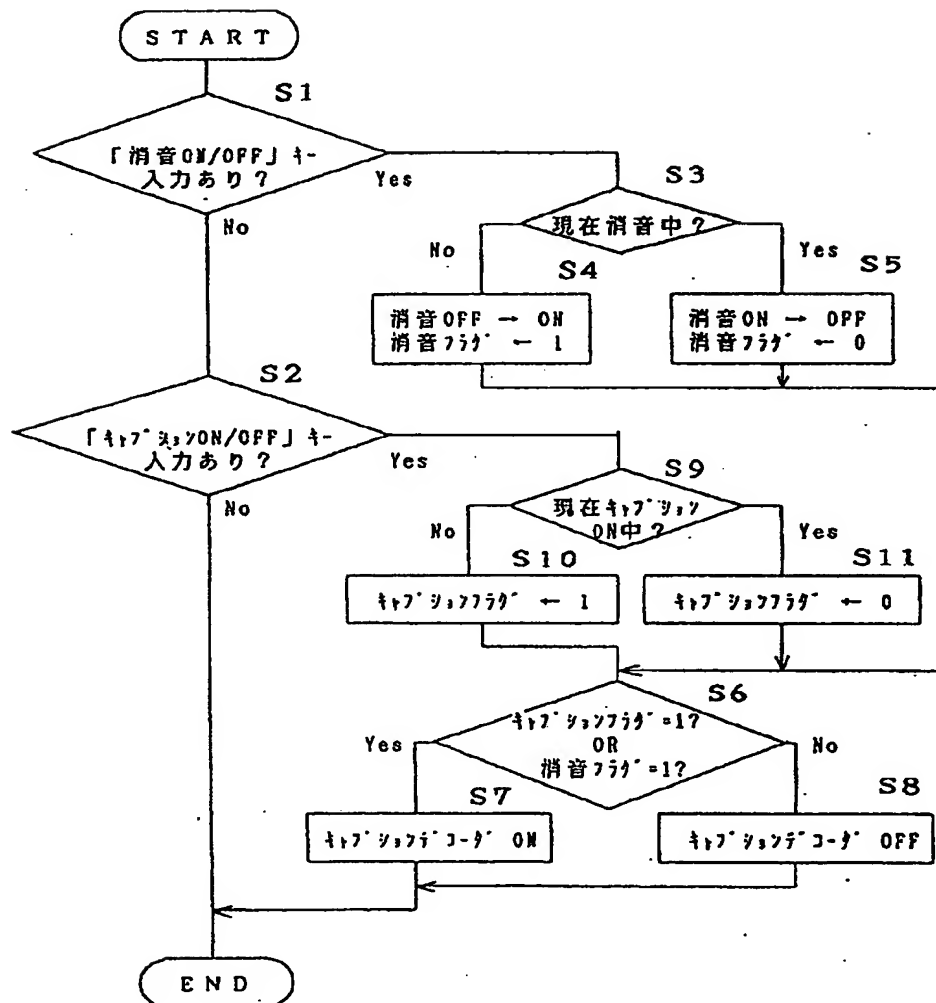 START
S1
「消音ON/OFF」ｷｰ
入力あり？
Yes
No
S3
現在消音中？
No
Yes
S4
消音OFF → ON
消音ﾌﾗｸﾞ ← 1
S5
消音ON → OFF
消音ﾌﾗｸﾞ ← 0
S2
「ｷｬﾌﾟｼｮﾝON/OFF」ｷｰ
入力あり？
Yes
No
S9
現在ｷｬﾌﾟｼｮﾝ
ON中？
No
Yes
S10
ｷｬﾌﾟｼｮﾝﾌﾗｸﾞ ← 1
S11
ｷｬﾌﾟｼｮﾝﾌﾗｸﾞ ← 0
S6
ｷｬﾌﾟｼｮﾝﾌﾗｸﾞ=1?
OR
消音ﾌﾗｸﾞ=1?
Yes
No
S7
ｷｬﾌﾟｼｮﾝﾃﾞｺｰﾀﾞ ON
S8
ｷｬﾌﾟｼｮﾝﾃﾞｺｰﾀﾞ OFF
END